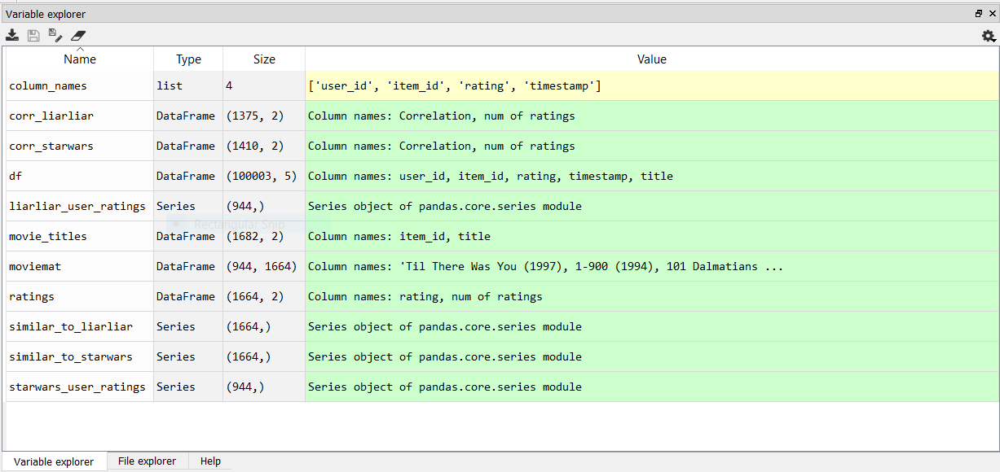 Variable explorer
Name Type Size Value
column_names list 4 ['user_id', 'item_id', 'rating', 'timestamp']
corr_liarliar DataFrame (1375, 2) Column names: Correlation, num of ratings
corr_starwars DataFrame (1410, 2) Column names: Correlation, num of ratings
df DataFrame (100003, 5) Column names: user_id, item_id, rating, timestamp, title
liarliar_user_ratings Series (944,) Series object of pandas.core.series module
Rectangular Snip
movie_titles DataFrame (1682, 2) Column names: item_id, title
moviemat DataFrame (944, 1664) Column names: 'Til There Was You (1997), 1-900 (1994), 101 Dalmatians ...
ratings DataFrame (1664, 2) Column names: rating, num of ratings
similar_to_liarliar Series (1664,) Series object of pandas.core.series module
similar_to_starwars Series (1664,) Series object of pandas.core.series module
starwars_user_ratings Series (944,) Series object of pandas.core.series module
Variable explorer File explorer Help